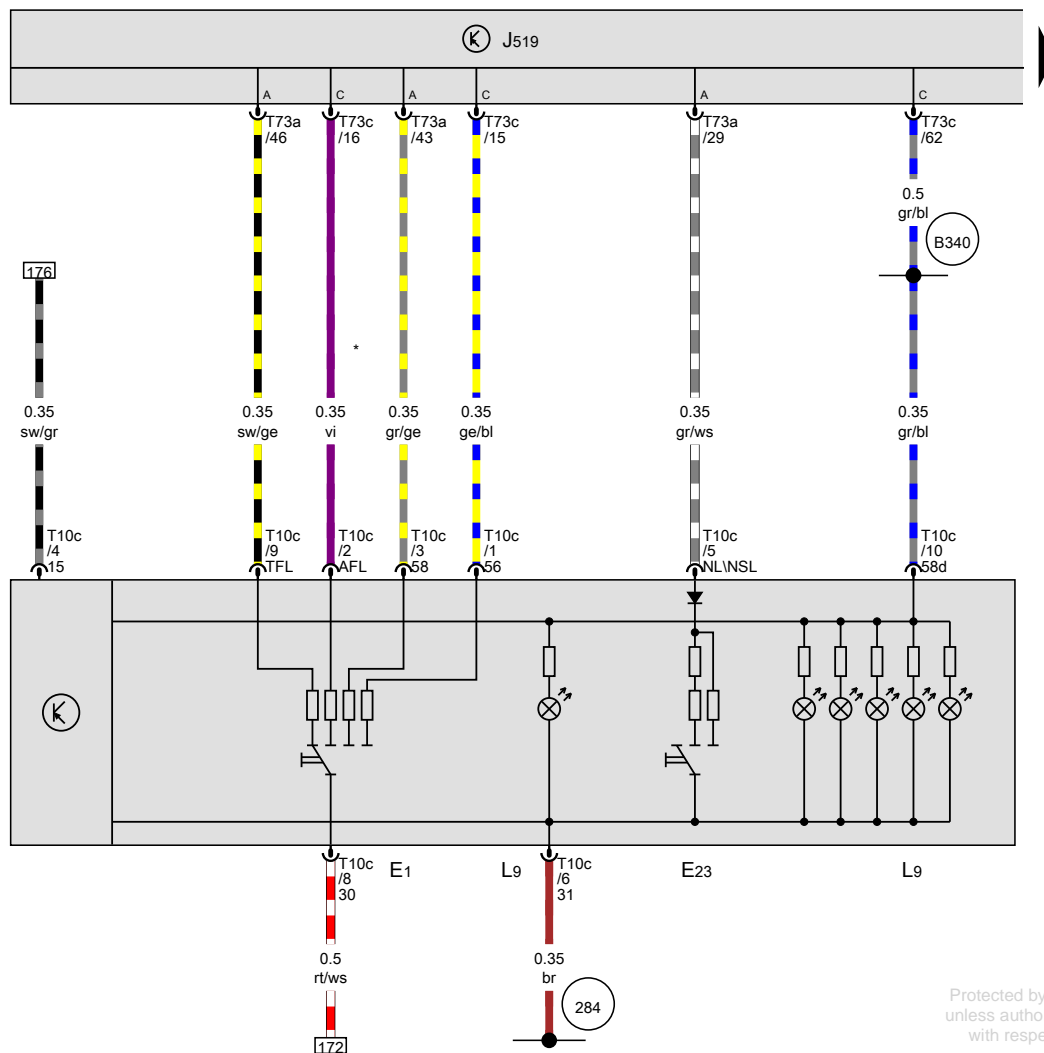 J519
A C A C A C
T73a T73c T73a T73c T73a T73c
/46 /16 /43 /15 /29 /62
0.5
gr/bl
B340
176
*
0.35 0.35 0.35 0.35 0.35 0.35 0.35
sw/gr sw/ge vi gr/ge ge/bl gr/ws gr/bl
T10c T10c T10c T10c T10c T10c T10c
/4 /9 /2 /3 /1 /5 /10
15 TFL AFL 58 56 NL\NSL 58d
T10c E1 L9 T10c E23 L9
/8 /6
30 31
0.5 0.35
rt/ws br
284
172
Protected by
unless autho
with respe